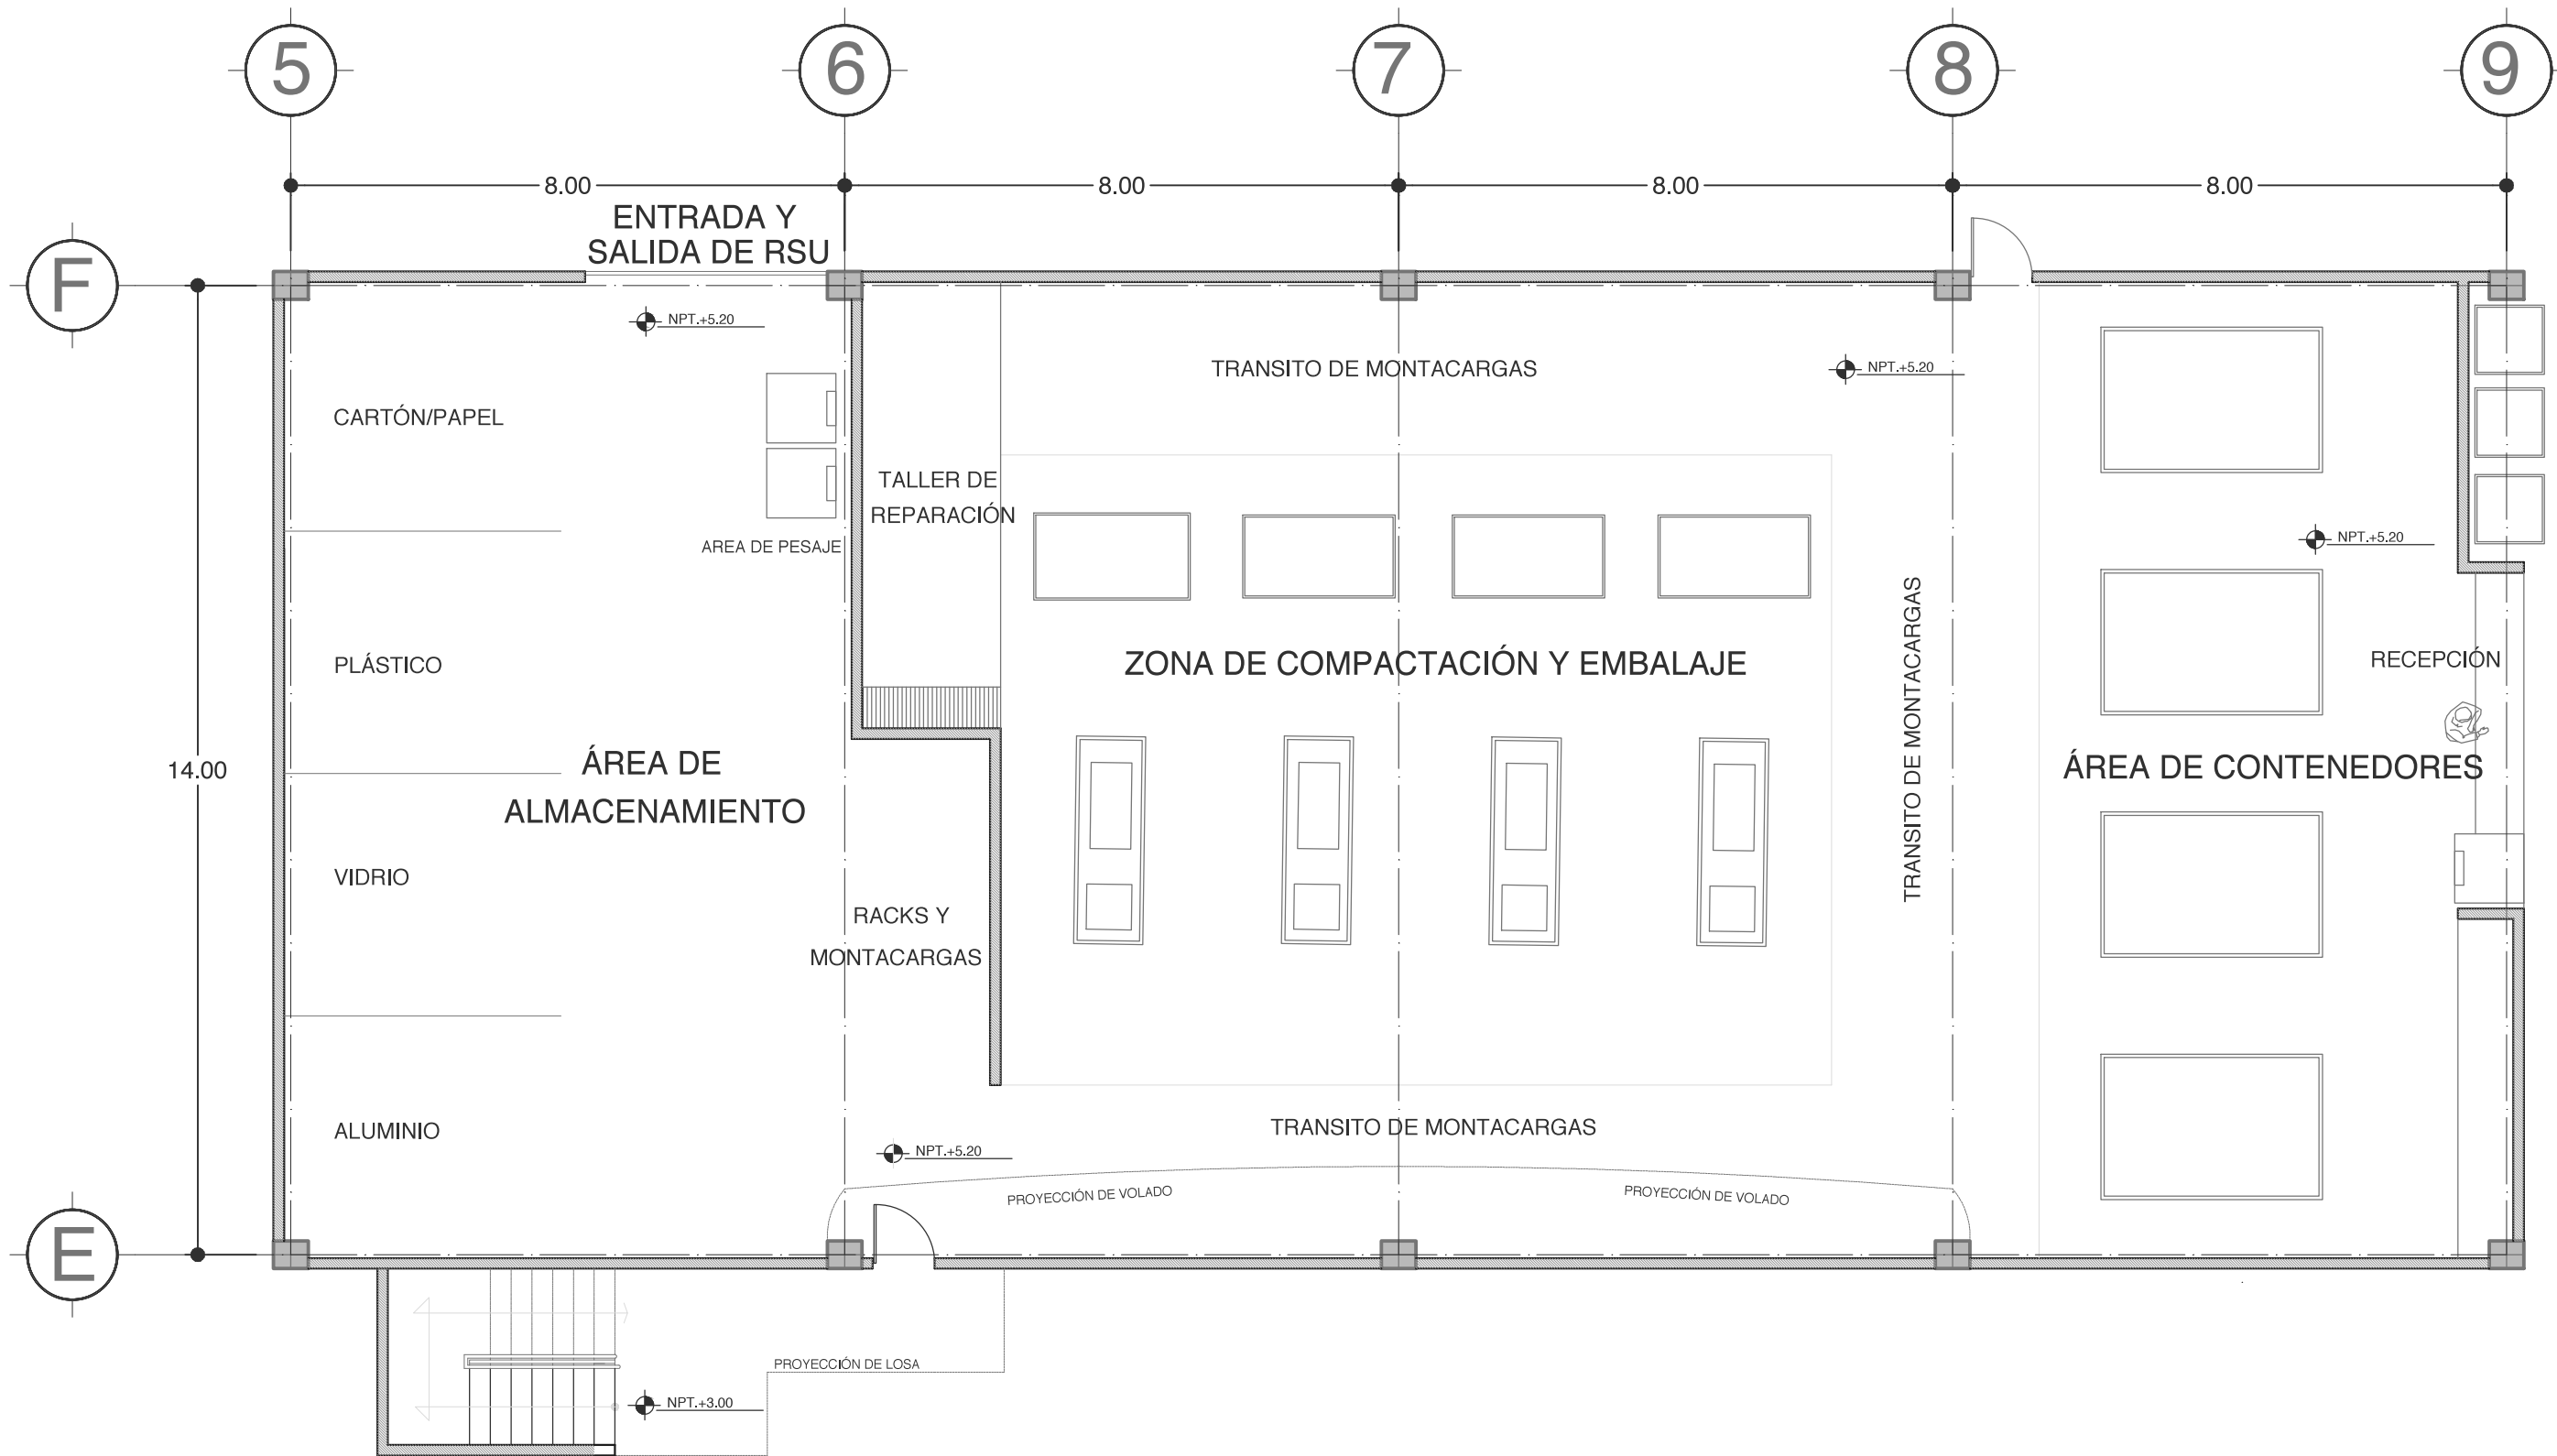 5
6
7
8
9
8.00
8.00
8.00
8.00
ENTRADA Y
SALIDA DE RSU
F
NPT.+5.20
TRANSITO DE MONTACARGAS
NPT.+5.20
CARTÓN/PAPEL
TALLER DE
REPARACIÓN
AREA DE PESAJE
NPT.+5.20
PLÁSTICO
ZONA DE COMPACTACIÓN Y EMBALAJE
TRANSITO DE MONTACARGAS
RECEPCIÓN
14.00
ÁREA DE
ALMACENAMIENTO
ÁREA DE CONTENEDORES
VIDRIO
RACKS Y
MONTACARGAS
ALUMINIO
TRANSITO DE MONTACARGAS
NPT.+5.20
PROYECCIÓN DE VOLADO
PROYECCIÓN DE VOLADO
E
PROYECCIÓN DE LOSA
NPT.+3.00